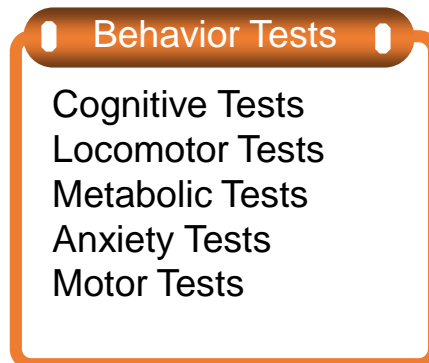 Behavior Tests
Cognitive Tests
Locomotor Tests
Metabolic Tests
Anxiety Tests
Motor Tests